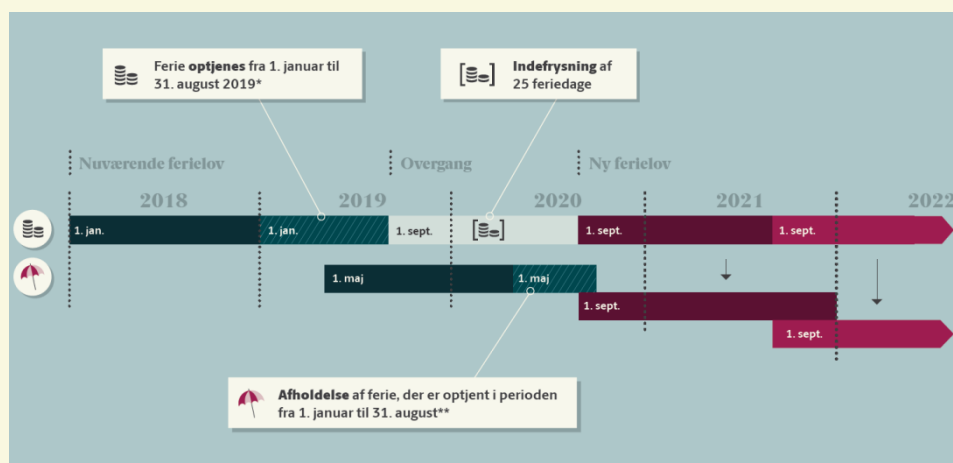 Ferie optjenes fra 1. januar til
31. august 2019*
Indefrysning af
25 feriedage
Nuværende ferielov
Overgang
Ny ferielov
2018
2019
2020
2021
2022
1. jan.
1. jan.
1. sept.
1. sept.
1. sept.
1. maj
1. maj
1. sept.
1. sept.
Afholdelse af ferie, der er optjent i perioden
fra 1. januar til 31. august**